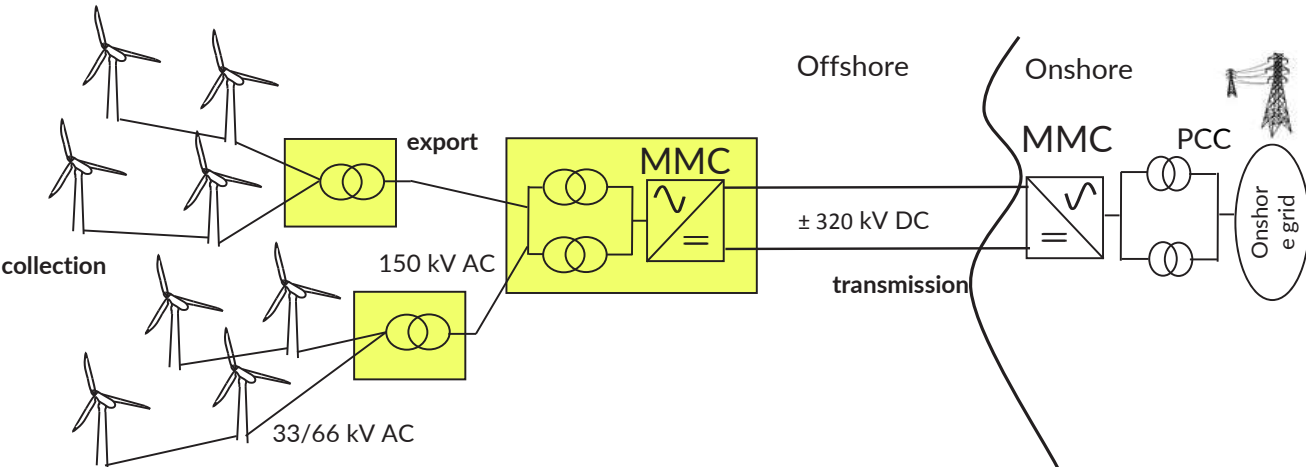 Offshore
Onshore
export
MMC
MMC
PCC
± 320 kV DC
Onshor
e grid
collection
150 kV AC
transmission
33/66 kV AC